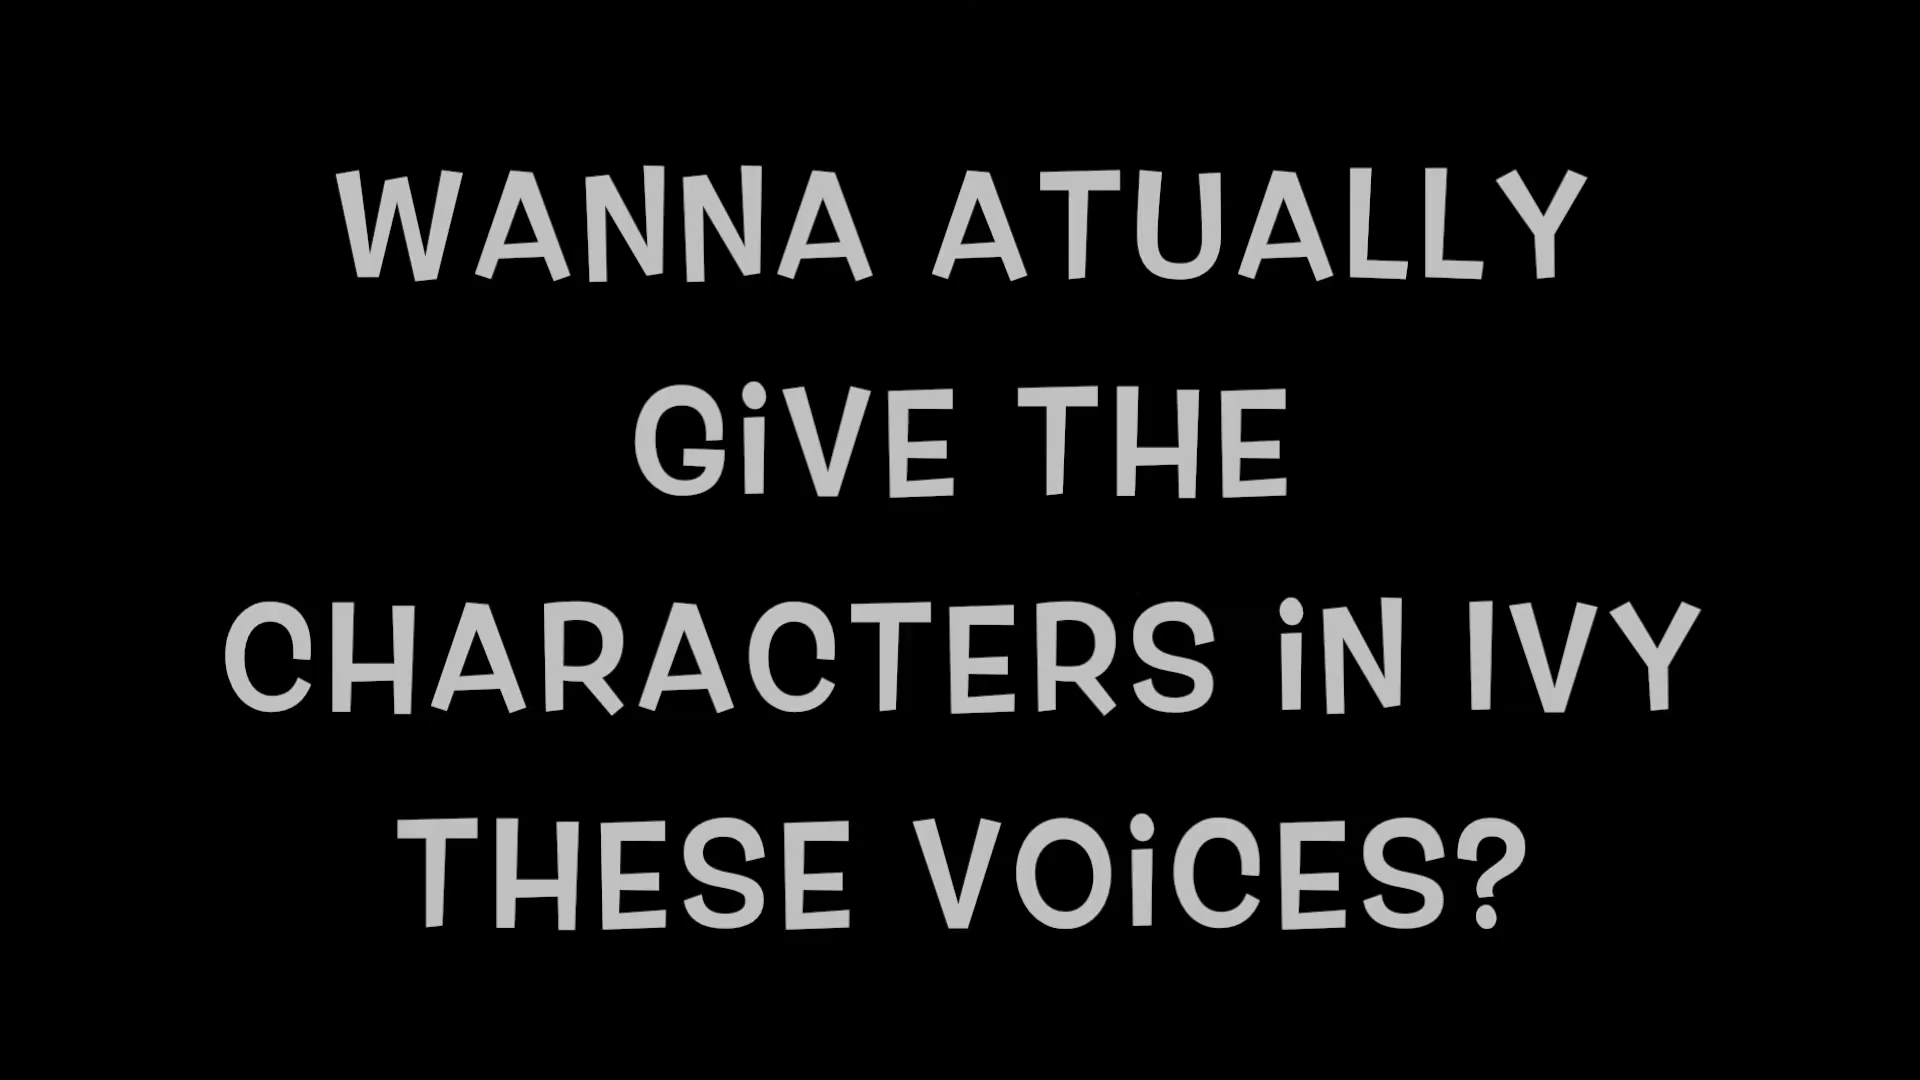 WANNA ATUALLY
GiVE THE
CHARACTERS iN IVY
THESE VOiCES?